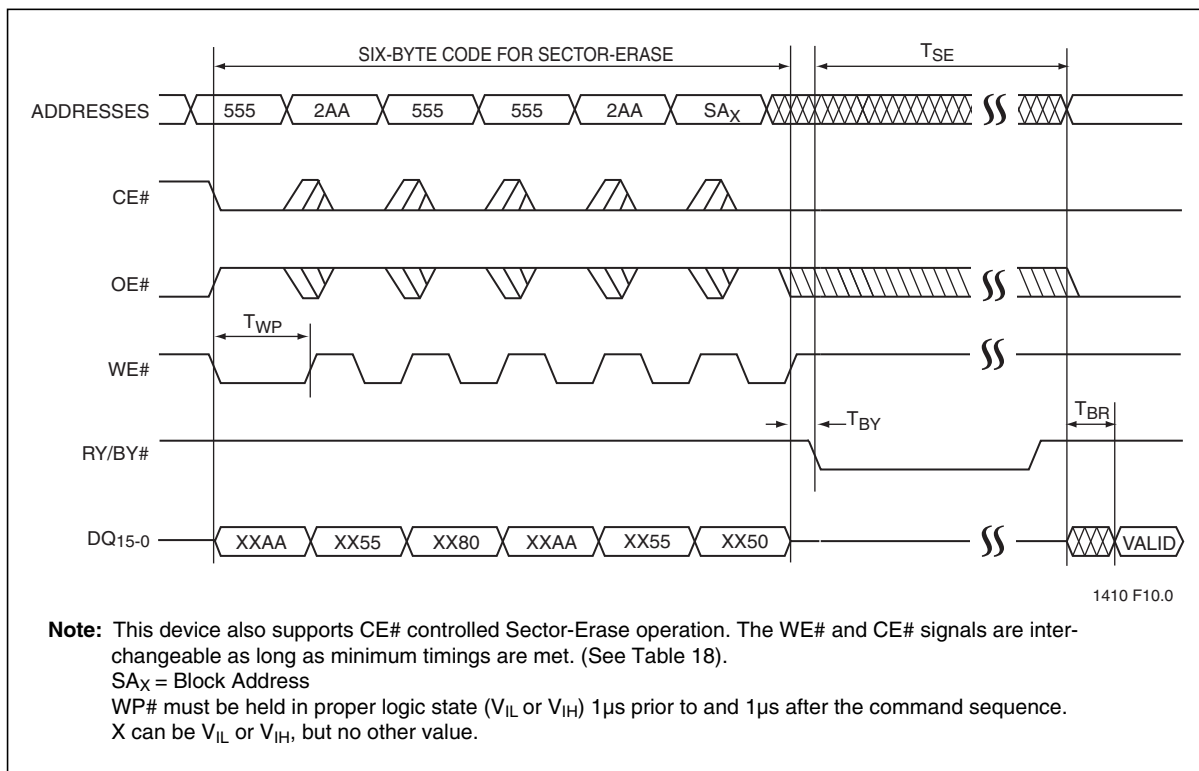 SIX-BYTE CODE FOR SECTOR-ERASE
TSE
ADDRESSES 555 2AA 555 555 2AA SAX
CE#
OE#
TWP
WE#
TBY
TBR
RY/BY#
DQ15-0 XXAA XX55 XX80 XXAA XX55 XX50 VALID
1410 F10.0
Note: This device also supports CE# controlled Sector-Erase operation. The WE# and CE# signals are inter-
changeable as long as minimum timings are met. (See Table 18).
SAX = Block Address
WP# must be held in proper logic state (VIL or VIH) 1µs prior to and 1µs after the command sequence.
X can be VIL or VIH, but no other value.